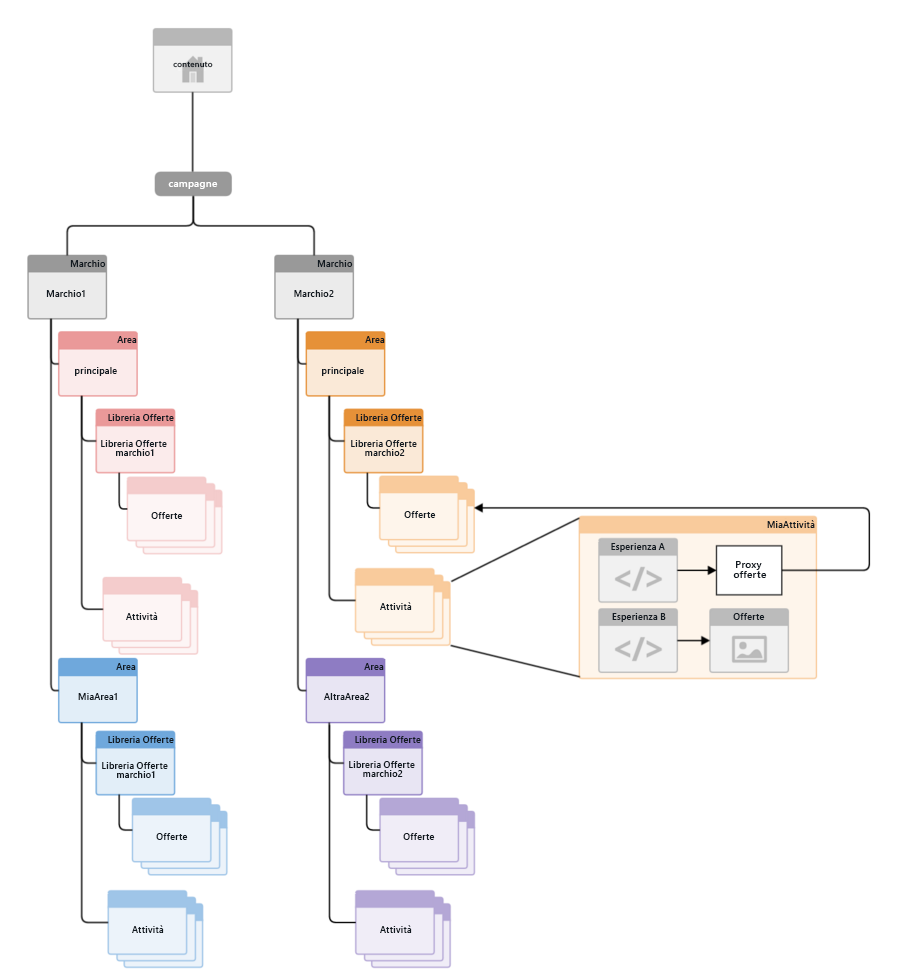 contenuto
campagne
Marchio
Marchio1
Marchio
Marchio2
Area
principale
Libreria Offerte
Libreria Offerte
marchio1
Offerte
Attività
Area
MiaArea1
Libreria Offerte
Libreria Offerte
marchio1
Offerte
Attività
Area
principale
Libreria Offerte
Libreria Offerte
marchio2
Offerte
Attività
MiaAttività
Esperienza A
</>
Proxy
offerte
Esperienza B
</>
Offerte
Area
AltraArea2
Libreria Offerte
Libreria Offerte
marchio2
Offerte
Attività